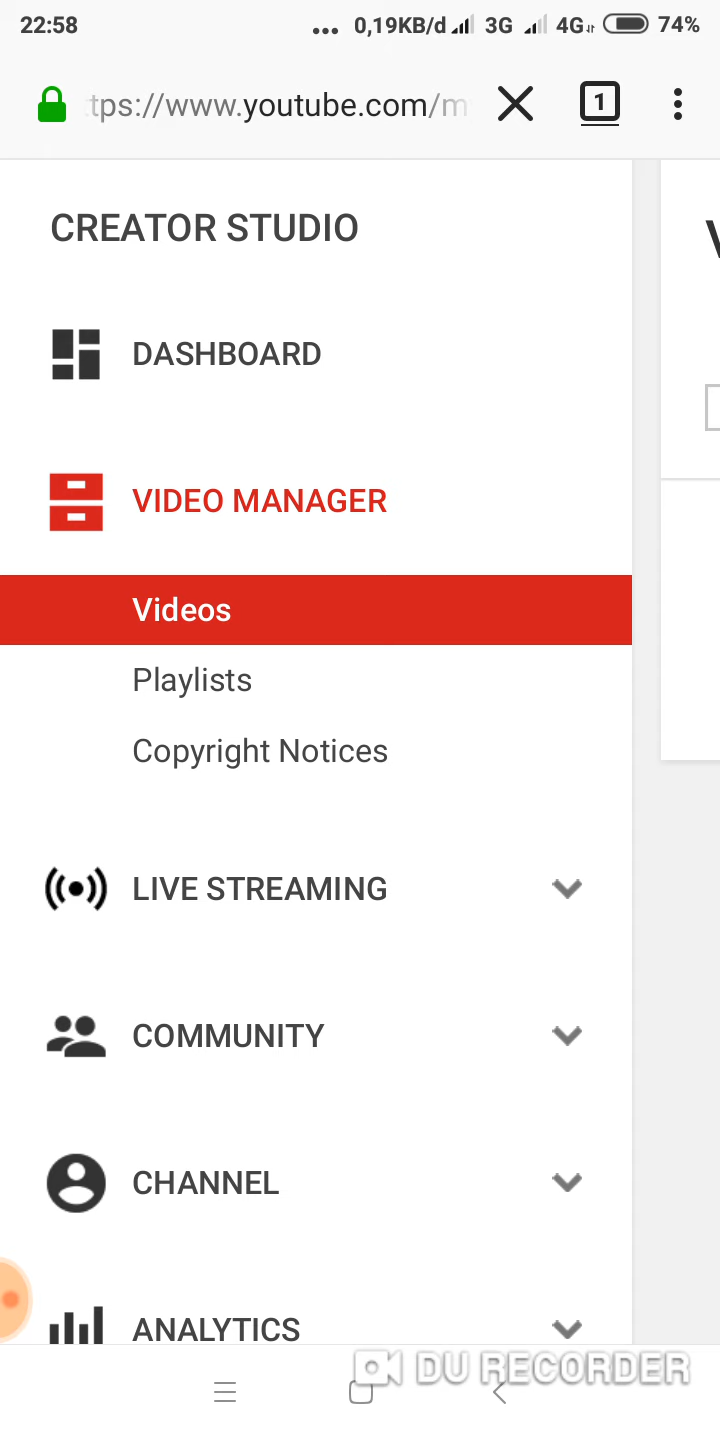 22:58 ... 0,19KB/d 3G 4G 74%
tps://www.youtube.com/m 1
CREATOR STUDIO
DASHBOARD
VIDEO MANAGER
Videos
Playlists
Copyright Notices
LIVE STREAMING
COMMUNITY
CHANNEL
ANALYTICS
DU RECORDER